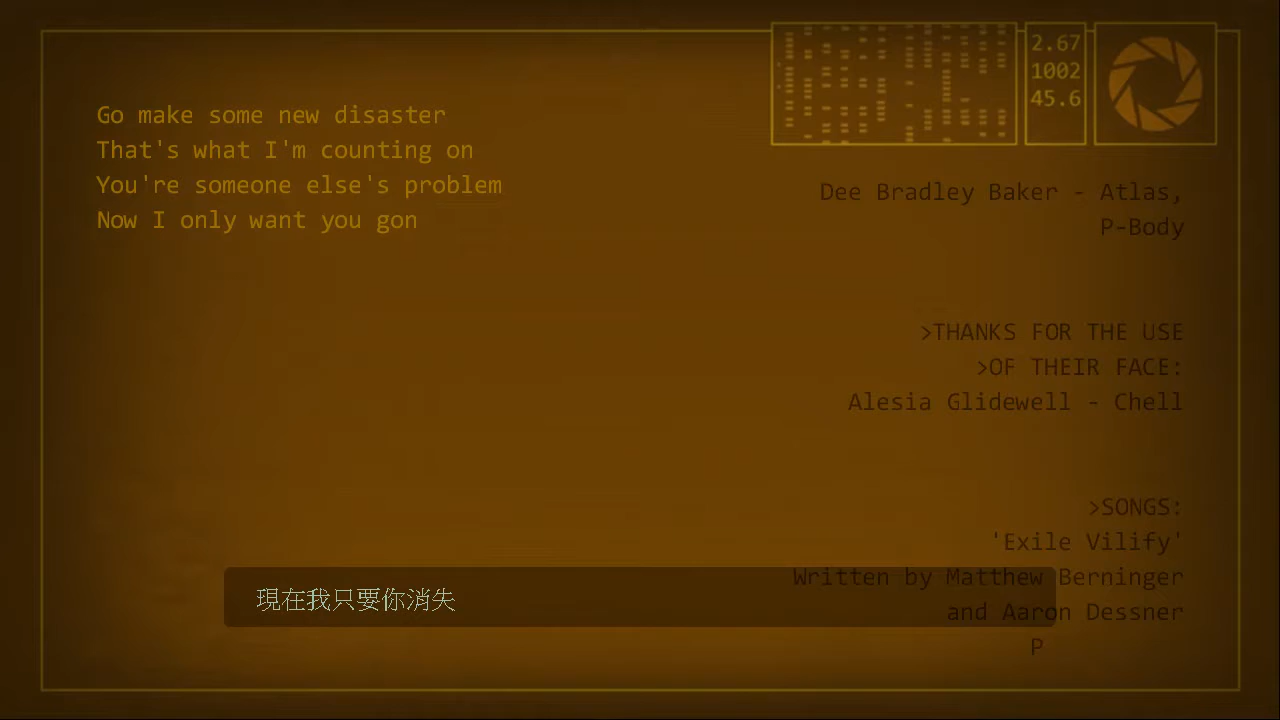 2.67
1002
45.6
Go make some new disaster
That's what I'm counting on
You're someone else's problem
Now I only want you gon
Dee Bradley Baker - Atlas,
P-Body
>THANKS FOR THE USE
>OF THEIR FACE:
Alesia Glidewell - Chell
>SONGS:
'Exile Vilify'
Written by Matthew Berninger
and Aaron Dessner
P
現在我只要你消失